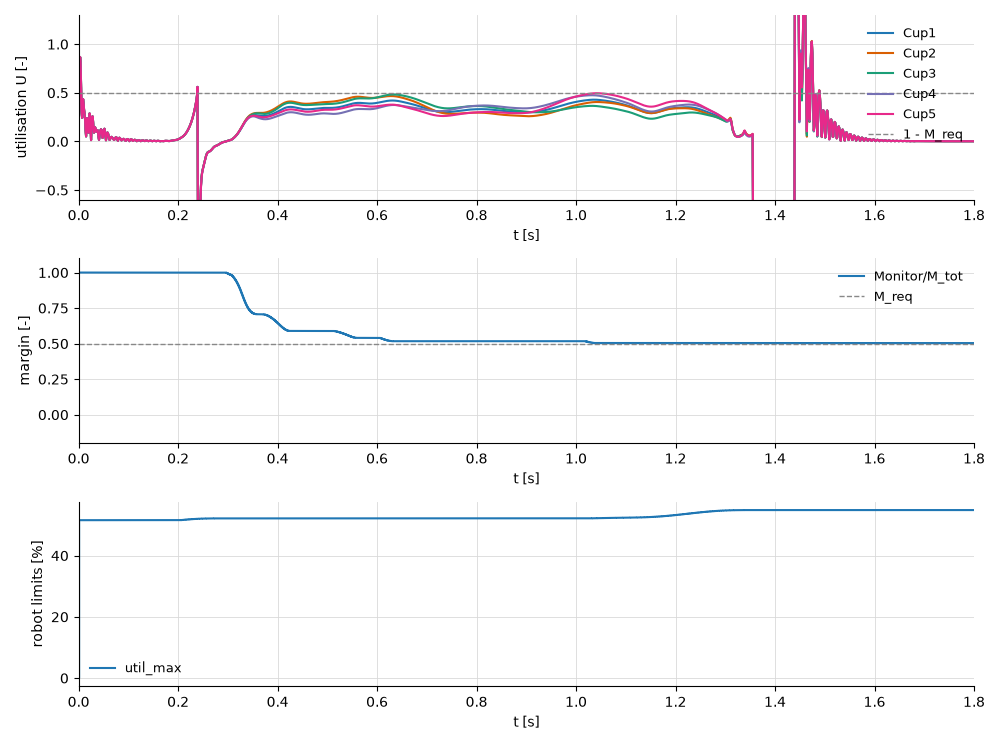 utilisation U [-]
1.0
0.5
0.0
−0.5
Cup1
Cup2
Cup3
Cup4
Cup5
1 - M_req
0.0 0.2 0.4 0.6 0.8 1.0 1.2 1.4 1.6 1.8
t [s]
margin [-]
1.00
0.75
0.50
0.25
0.00
Monitor/M_tot
M_req
0.0 0.2 0.4 0.6 0.8 1.0 1.2 1.4 1.6 1.8
t [s]
robot limits [%]
40
20
0
util_max
0.0 0.2 0.4 0.6 0.8 1.0 1.2 1.4 1.6 1.8
t [s]